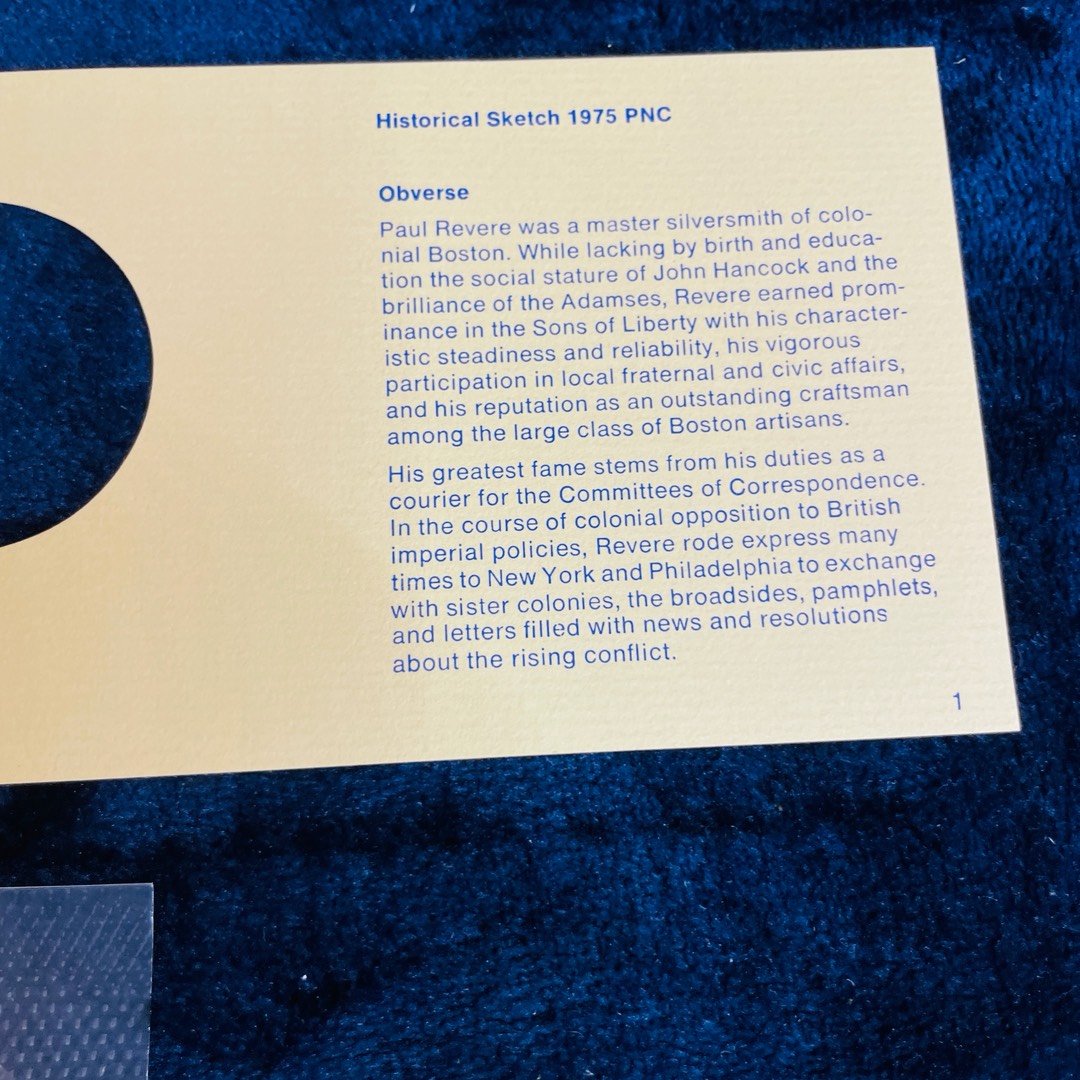 Historical Sketch 1975 PNC
Obverse
Paul Revere was a master silversmith of colo-
nial Boston. While lacking by birth and educa-
tion the social stature of John Hancock and the
brilliance of the Adamses, Revere earned prom-
inance in the Sons of Liberty with his character-
istic steadiness and reliability, his vigorous
participation in local fraternal and civic affairs,
and his reputation as an outstanding craftsman
among the large class of Boston artisans.
His greatest fame stems from his duties as a
courier for the Committees of Correspondence.
In the course of colonial opposition to British
imperial policies, Revere rode express many
times to New York and Philadelphia to exchange
with sister colonies, the broadsides, pamphlets,
and letters filled with news and resolutions
about the rising conflict.
1